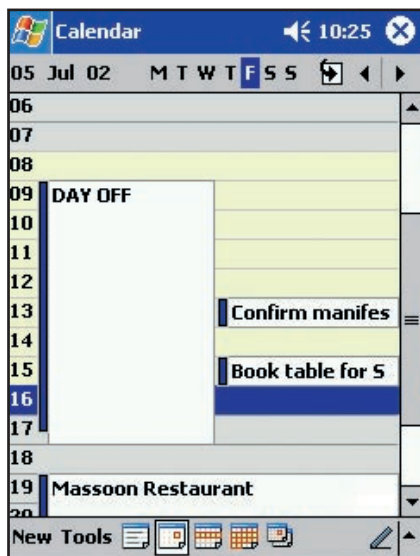 Calendar 10:25
05 Jul 02 M T W T F S S
06
07
08
09 DAY OFF
10
11
12
13 Confirm manifes
14
15 Book table for S
16
17
18
19 Massoon Restaurant
20
New Tools